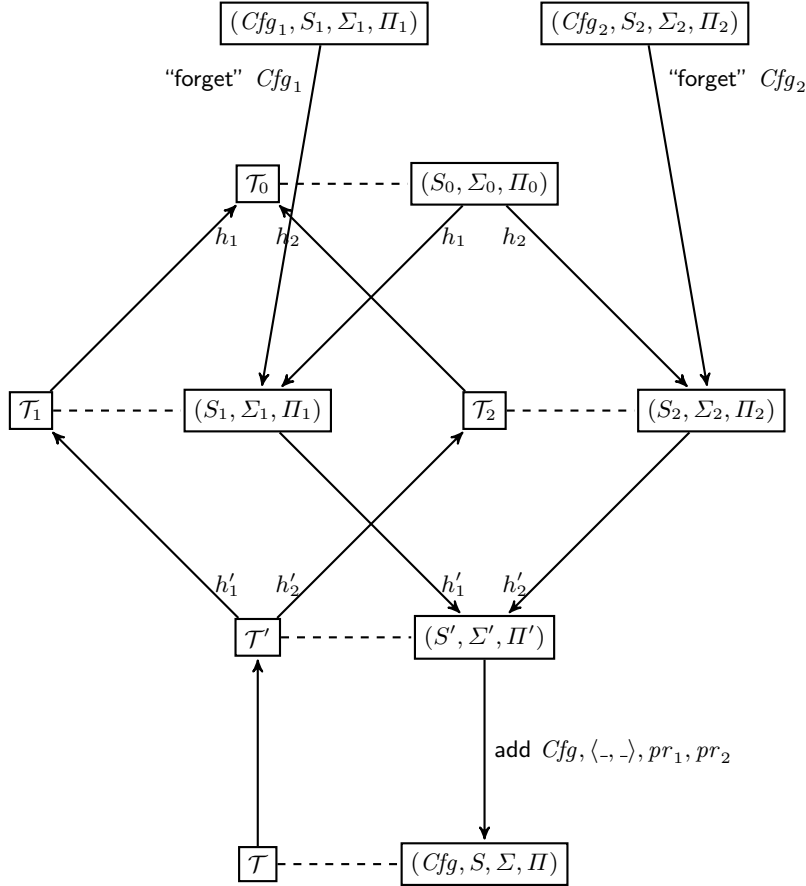 (Cfg₁, S₁, Σ₁, Π₁) (Cfg₂, S₂, Σ₂, Π₂)
“forget” Cfg₁ “forget” Cfg₂
𝒯₀ (S₀, Σ₀, Π₀)
h₁ h₂ h₁ h₂
𝒯₁ (S₁, Σ₁, Π₁) 𝒯₂ (S₂, Σ₂, Π₂)
h′₁ h′₂ h′₁ h′₂
𝒯′ (S′, Σ′, Π′)
add Cfg, ⟨_, _⟩, pr₁, pr₂
𝒯 (Cfg, S, Σ, Π)